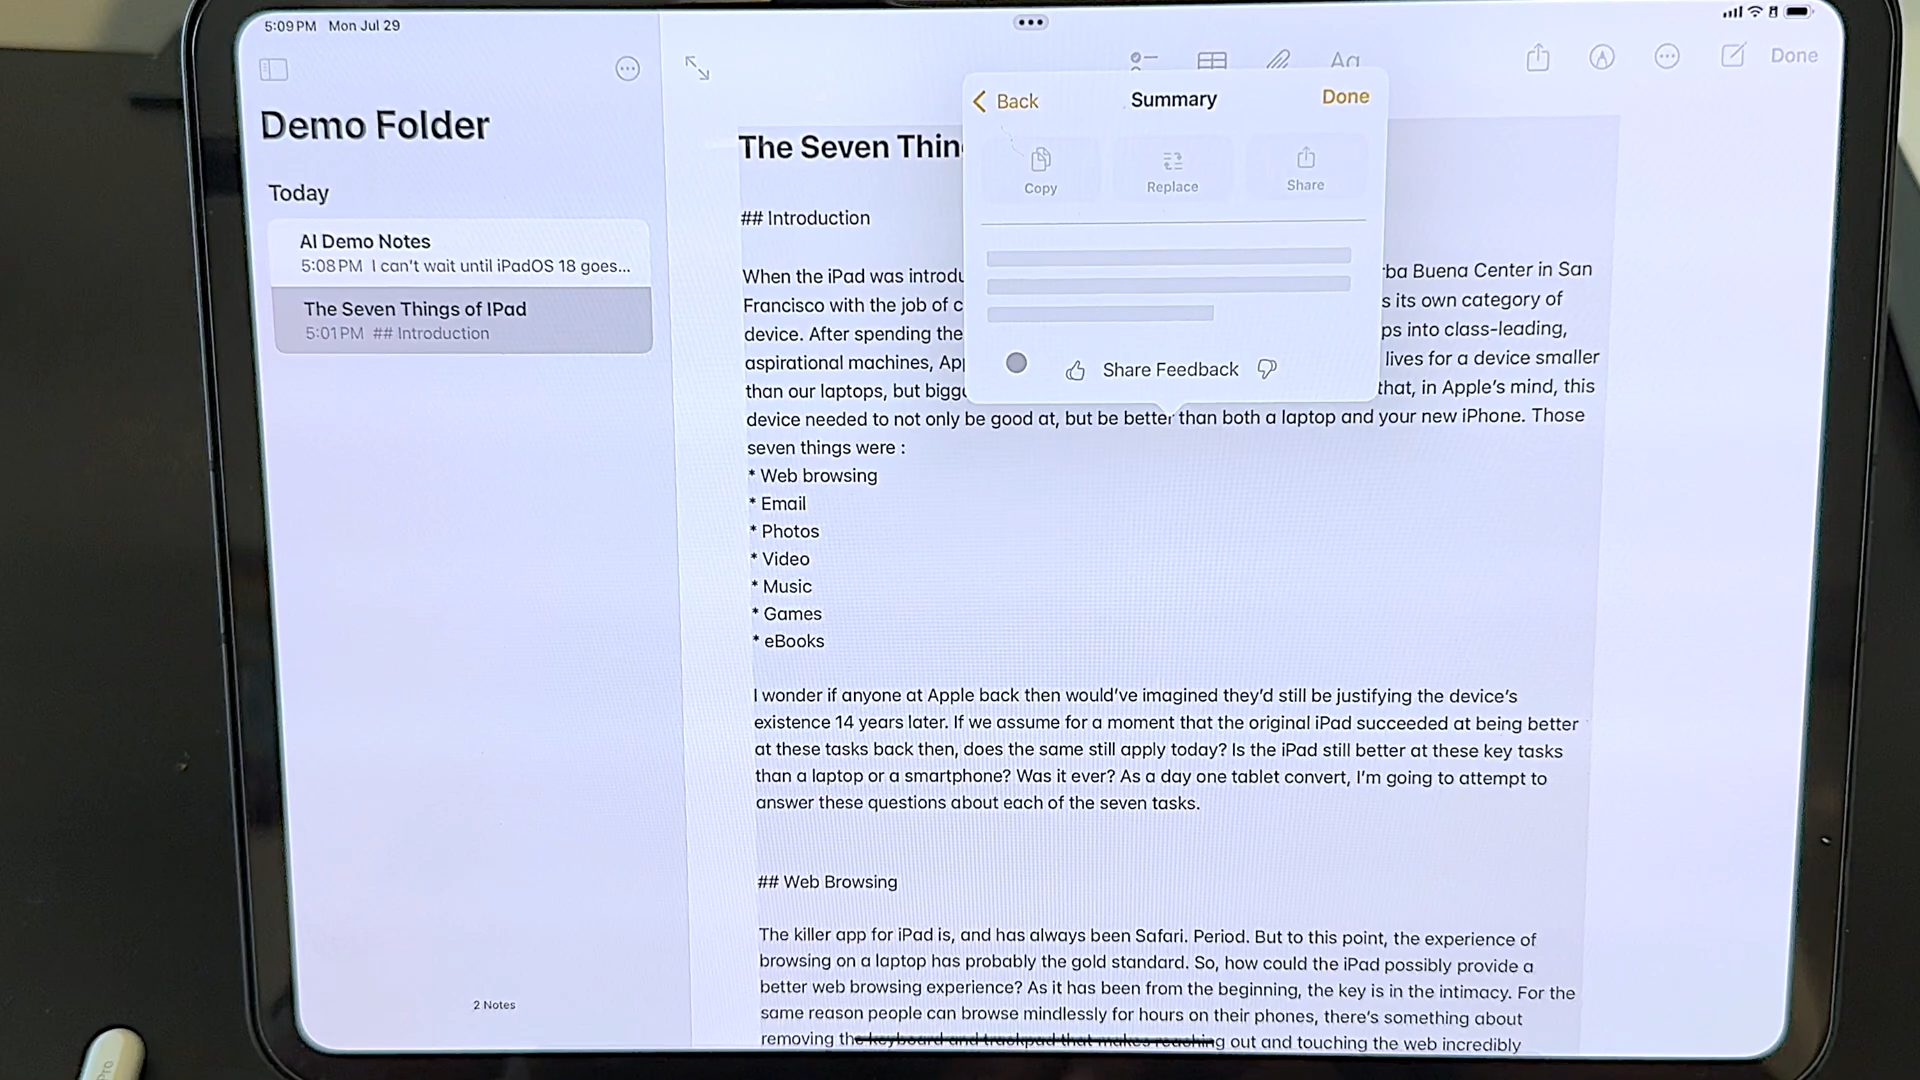 5:09 PM Mon Jul 29
Demo Folder
Today
AI Demo Notes
5:08 PM I can't wait until iPadOS 18 goes...
The Seven Things of IPad
5:01 PM ## Introduction
2 Notes
Aa
Done
Back
Summary
Done
Copy
Replace
Share
Share Feedback
The Seven Thin
## Introduction
When the iPad was introdu ba Buena Center in San
Francisco with the job of c s its own category of
device. After spending the ps into class-leading,
aspirational machines, Ap lives for a device smaller
than our laptops, but bigg that, in Apple's mind, this
device needed to not only be good at, but be better than both a laptop and your new iPhone. Those
seven things were :
* Web browsing
* Email
* Photos
* Video
* Music
* Games
* eBooks
I wonder if anyone at Apple back then would've imagined they'd still be justifying the device's
existence 14 years later. If we assume for a moment that the original iPad succeeded at being better
at these tasks back then, does the same still apply today? Is the iPad still better at these key tasks
than a laptop or a smartphone? Was it ever? As a day one tablet convert, I'm going to attempt to
answer these questions about each of the seven tasks.
## Web Browsing
The killer app for iPad is, and has always been Safari. Period. But to this point, the experience of
browsing on a laptop has probably the gold standard. So, how could the iPad possibly provide a
better web browsing experience? As it has been from the beginning, the key is in the intimacy. For the
same reason people can browse mindlessly for hours on their phones, there's something about
removing the keyboard and trackpad that makes reaching out and touching the web incredibly
Pro